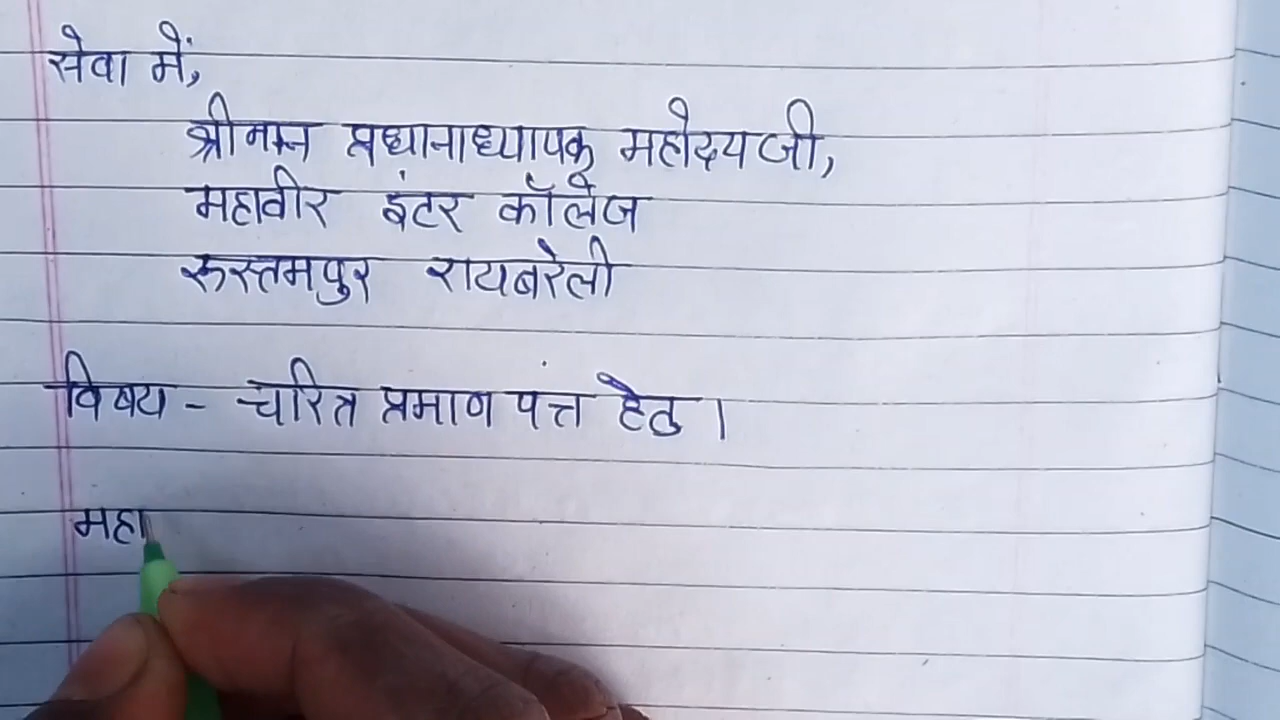 सेवा में,
श्रीमान प्रधानाध्यापक महोदय जी,
महावीर इंटर कॉलेज
रुस्तमपुर रायबरेली
विषय - चरित्र प्रमाण पत्र हेतु ।
महा